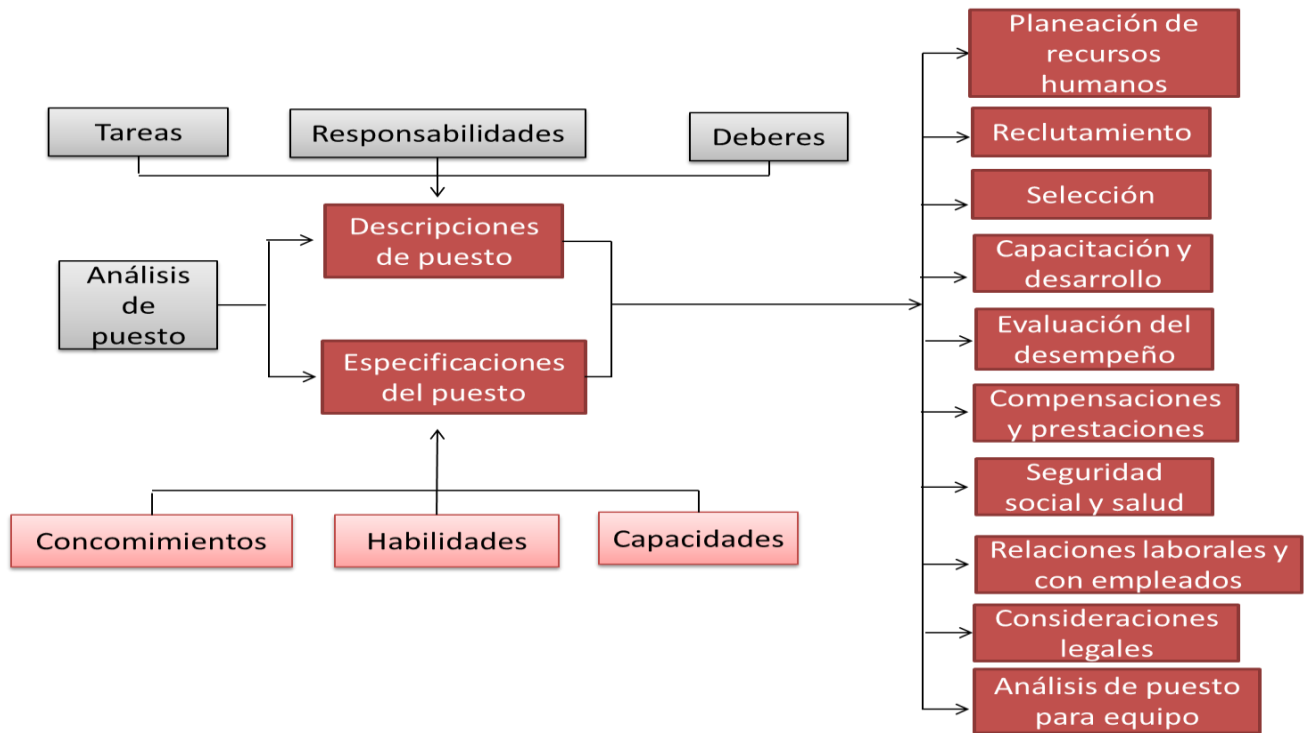 Tareas
Responsabilidades
Deberes
Descripciones
de puesto
Análisis
de
puesto
Especificaciones
del puesto
Concomimientos
Habilidades
Capacidades
Planeación de
recursos
humanos
Reclutamiento
Selección
Capacitación y
desarrollo
Evaluación del
desempeño
Compensaciones
y prestaciones
Seguridad
social y salud
Relaciones laborales y
con empleados
Consideraciones
legales
Análisis de puesto
para equipo